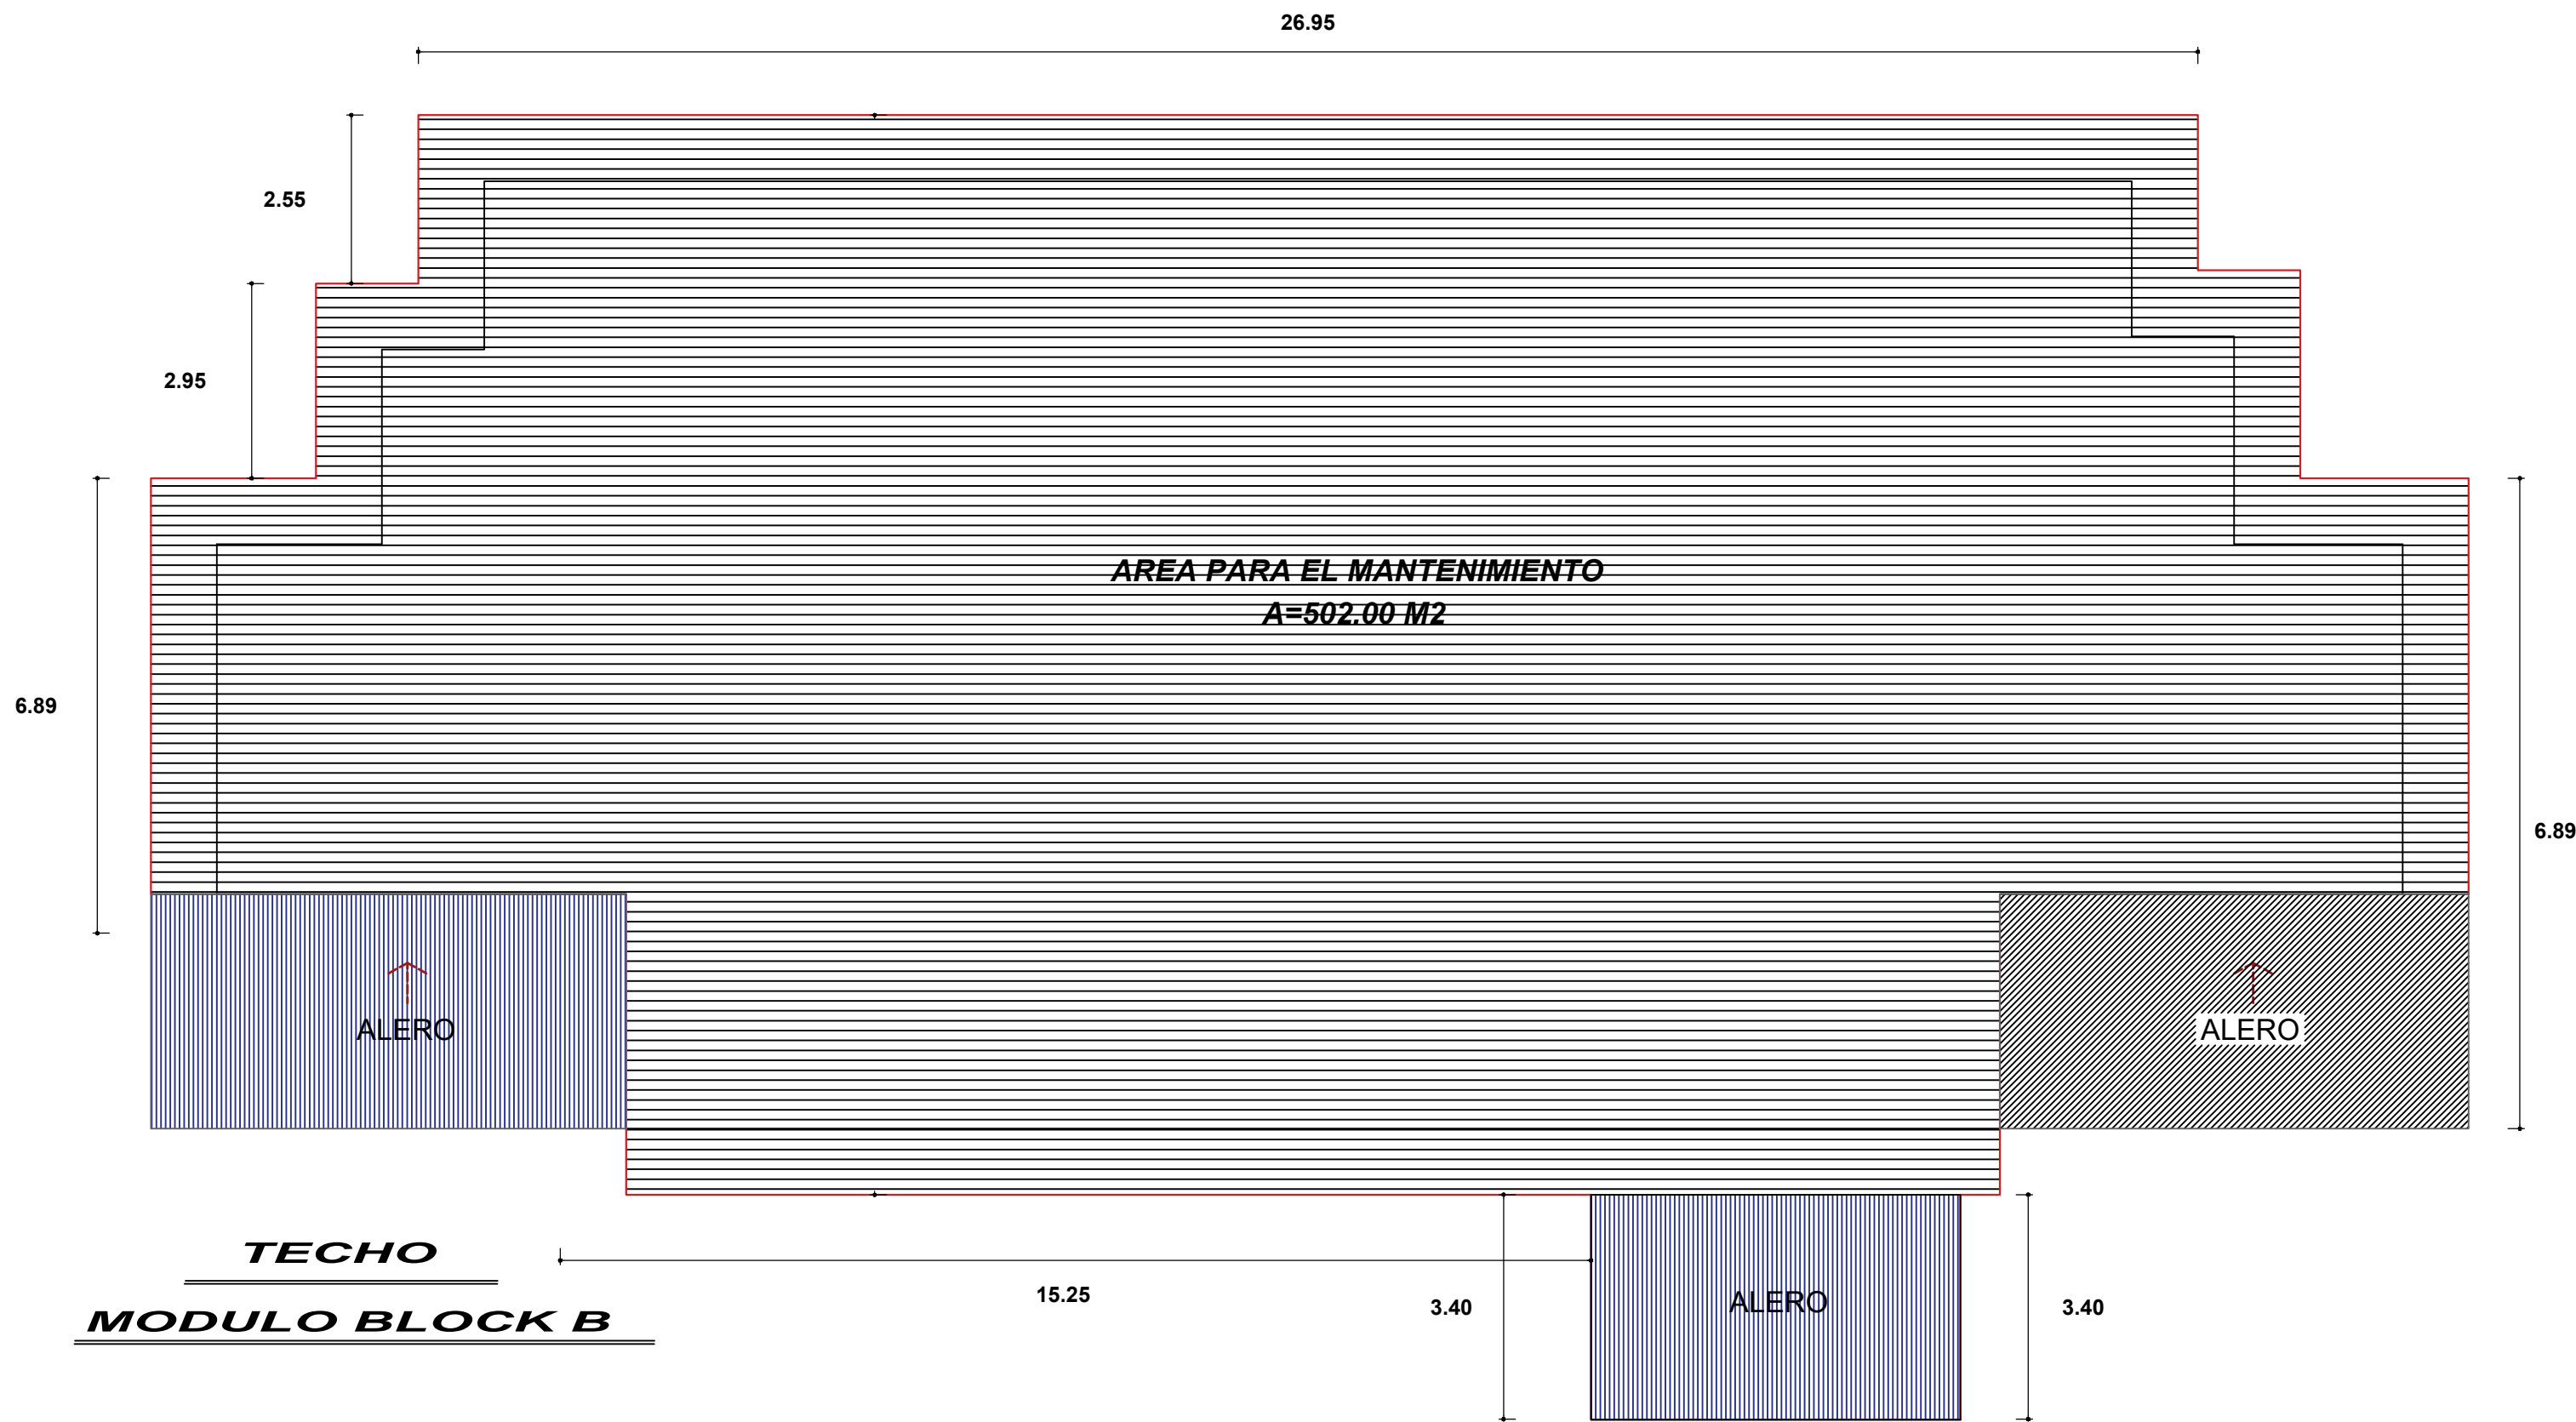 26.95
2.55
2.95
AREA PARA EL MANTENIMIENTO
A=502.00 M2
6.89
6.89
ALERO
ALERO
TECHO
MODULO BLOCK B
15.25
3.40
ALERO
3.40